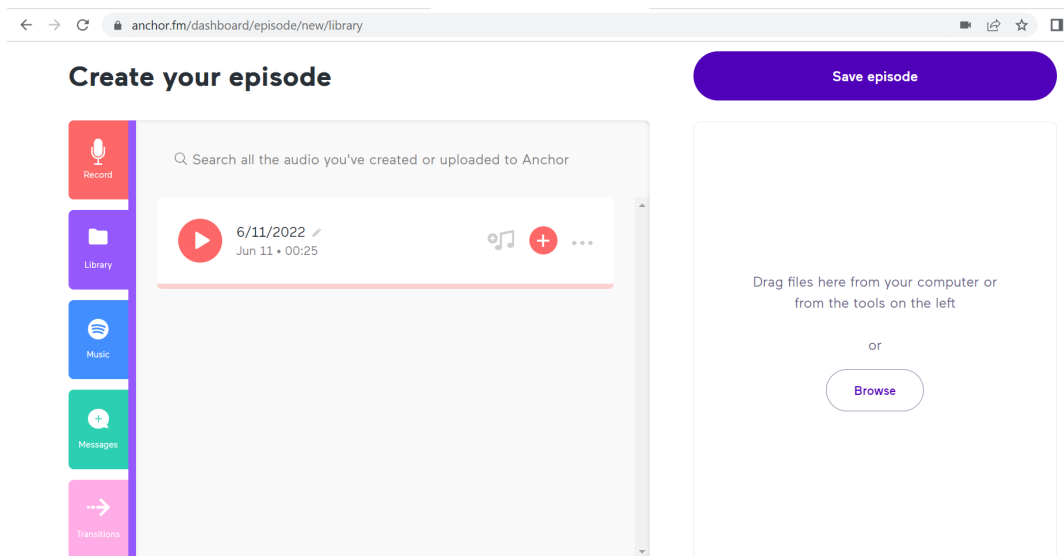 anchor.fm/dashboard/episode/new/library
Create your episode
Save episode
Record
Search all the audio you've created or uploaded to Anchor
6/11/2022
Jun 11 • 00:25
Library
Music
Messages
Transitions
Drag files here from your computer or
from the tools on the left
or
Browse